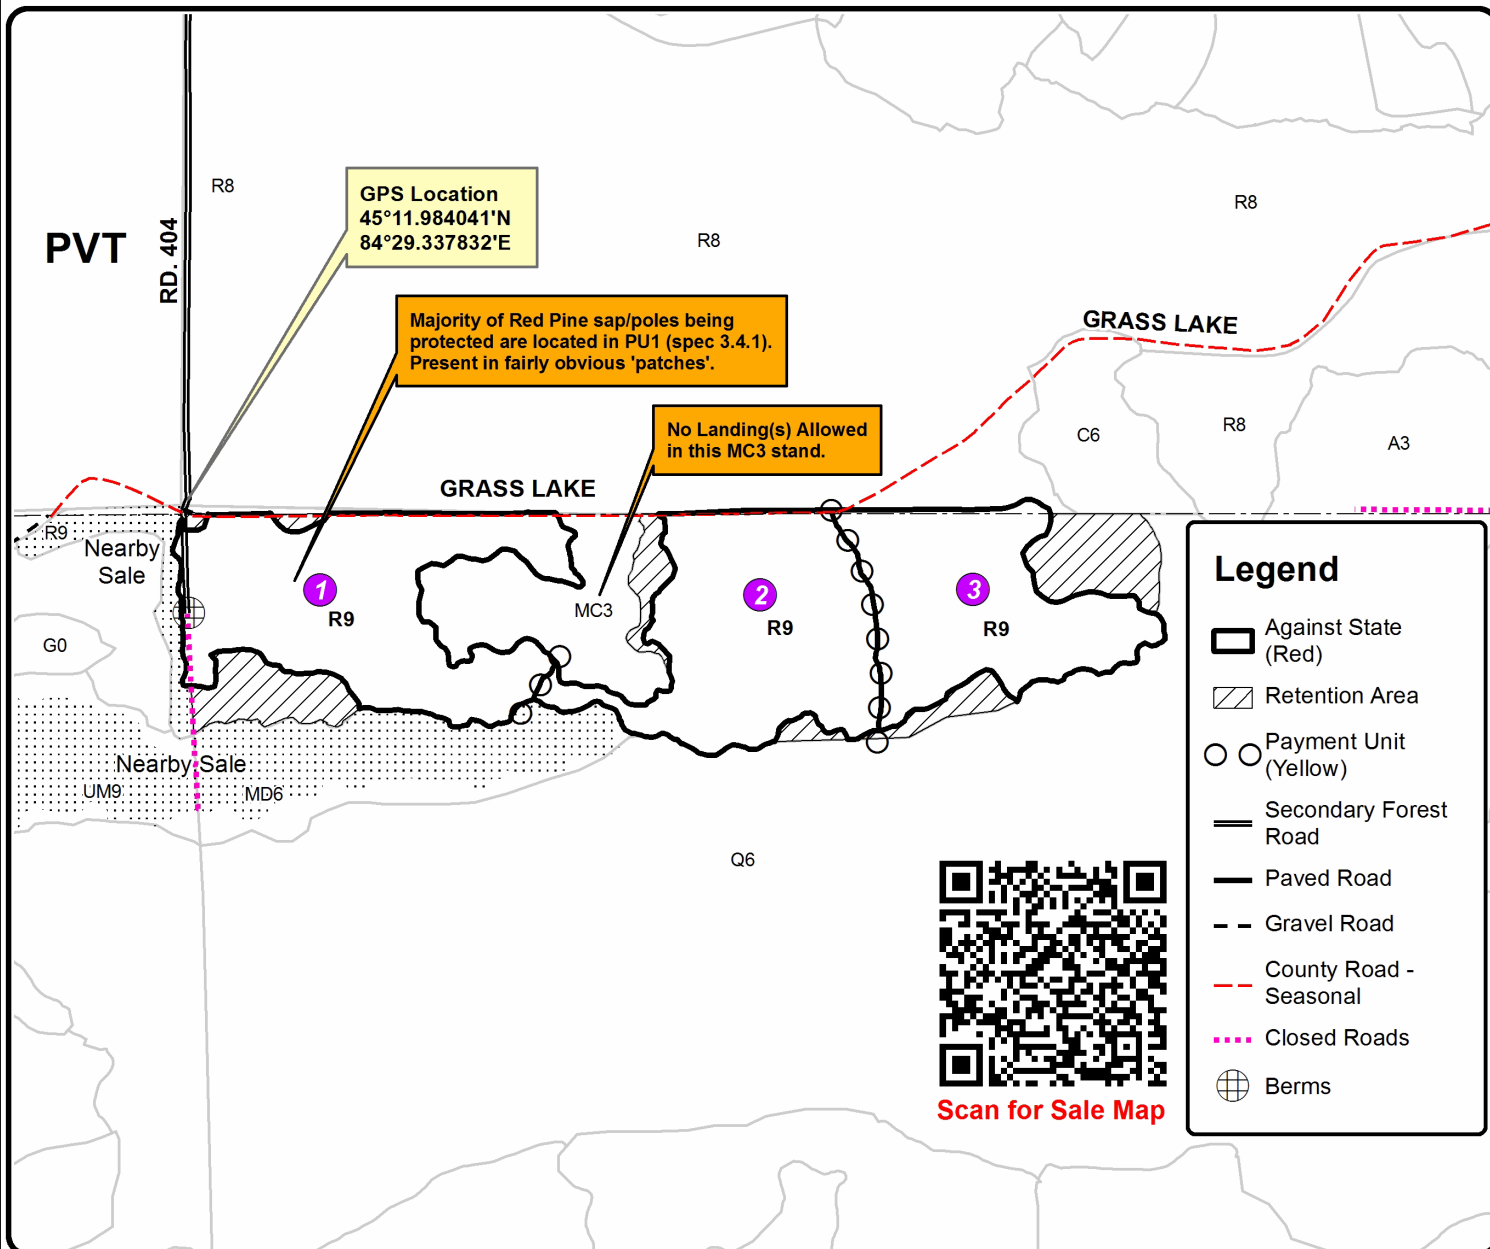 R8
GPS Location
45°11.984041'N
84°29.337832'E
PVT
RD. 404
R8
R8
Majority of Red Pine sap/poles being
protected are located in PU1 (spec 3.4.1).
Present in fairly obvious 'patches'.
GRASS LAKE
No Landing(s) Allowed
in this MC3 stand.
C6
R8
A3
GRASS LAKE
R9
Nearby
Sale
1
R9
MC3
2
R9
3
R9
G0
Nearby Sale
UM9
MD6
Q6
Scan for Sale Map
Legend
Against State
(Red)
Retention Area
Payment Unit
(Yellow)
Secondary Forest
Road
Paved Road
Gravel Road
County Road -
Seasonal
Closed Roads
Berms